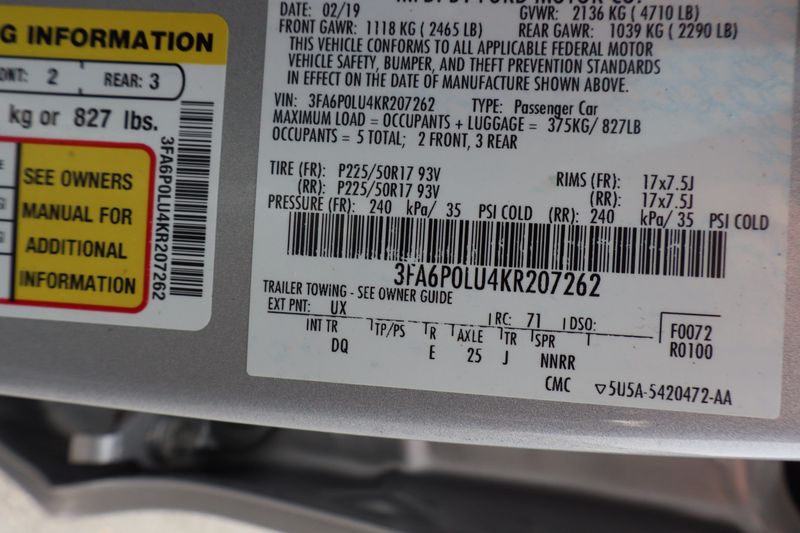 G INFORMATION
ONT: 2 REAR: 3
kg or 827 lbs.
SEE OWNERS
MANUAL FOR
ADDITIONAL
INFORMATION
3FA6P0LU4KR207262
MFD. BY FORD MOTOR CO.
DATE: 02/19 GVWR: 2136 KG ( 4710 LB)
FRONT GAWR: 1118 KG ( 2465 LB) REAR GAWR: 1039 KG ( 2290 LB)
THIS VEHICLE CONFORMS TO ALL APPLICABLE FEDERAL MOTOR
VEHICLE SAFETY, BUMPER, AND THEFT PREVENTION STANDARDS
IN EFFECT ON THE DATE OF MANUFACTURE SHOWN ABOVE.
VIN: 3FA6P0LU4KR207262 TYPE: Passenger Car
MAXIMUM LOAD = OCCUPANTS + LUGGAGE = 375KG/ 827LB
OCCUPANTS = 5 TOTAL; 2 FRONT, 3 REAR
TIRE (FR): P225/50R17 93V RIMS (FR): 17x7.5J
(RR): P225/50R17 93V (RR): 17x7.5J
PRESSURE (FR): 240 kPa/ 35 PSI COLD (RR): 240 kPa/ 35 PSI COLD
3FA6P0LU4KR207262
TRAILER TOWING - SEE OWNER GUIDE
EXT PNT: UX RC: 71 DSO: F0072
INT TR TP/PS R AXLE TR SPR R0100
DQ E 25 J NNRR
CMC 5U5A-5420472-AA